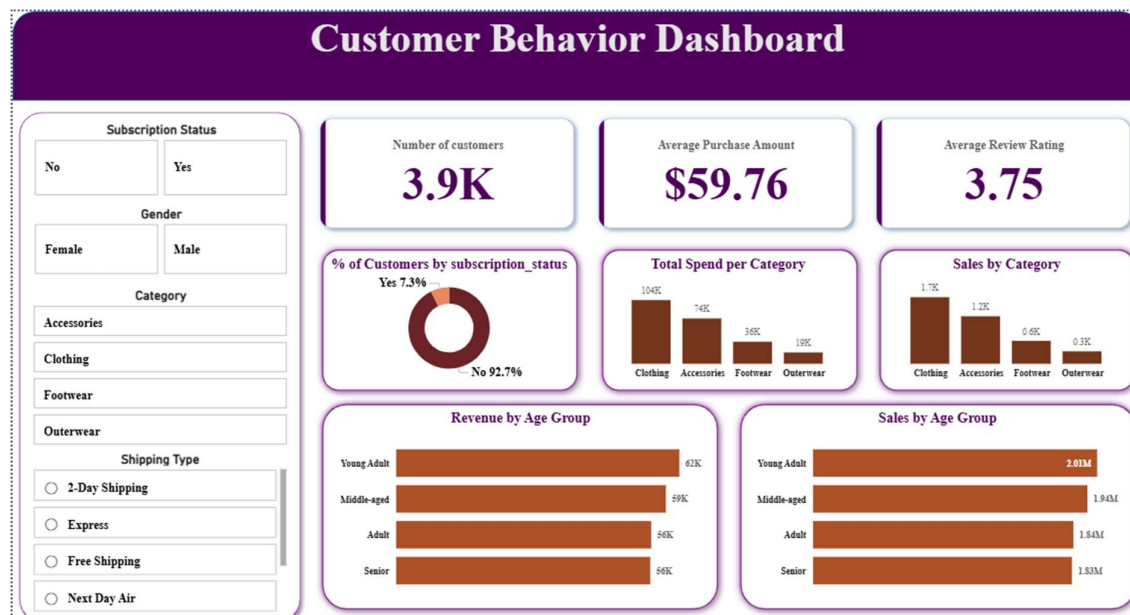 Customer Behavior Dashboard
Subscription Status
No
Yes
Gender
Female
Male
Category
Accessories
Clothing
Footwear
Outerwear
Shipping Type
2-Day Shipping
Express
Free Shipping
Next Day Air
Number of customers
3.9K
Average Purchase Amount
$59.76
Average Review Rating
3.75
% of Customers by subscription_status
Yes 7.3%
No 92.7%
Total Spend per Category
104K
74K
36K
19K
Clothing
Accessories
Footwear
Outerwear
Sales by Category
1.7K
1.2K
0.6K
0.3K
Clothing
Accessories
Footwear
Outerwear
Revenue by Age Group
Young Adult
62K
Middle-aged
59K
Adult
56K
Senior
56K
Sales by Age Group
Young Adult
2.01M
Middle-aged
1.94M
Adult
1.84M
Senior
1.83M